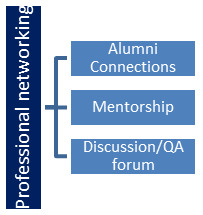 Professional networking
Alumni
Connections
Mentorship
Discussion/QA
forum